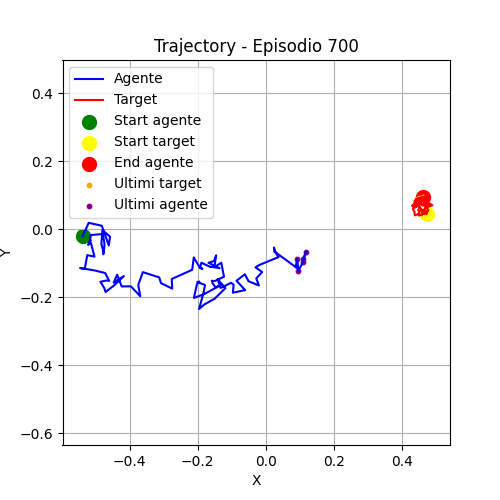 Trajectory - Episodio 700
Agente
Target
Start agente
Start target
End agente
Ultimi target
Ultimi agente
0.4
0.2
0.0
−0.2
−0.4
−0.6
Y
−0.4
−0.2
0.0
0.2
0.4
X